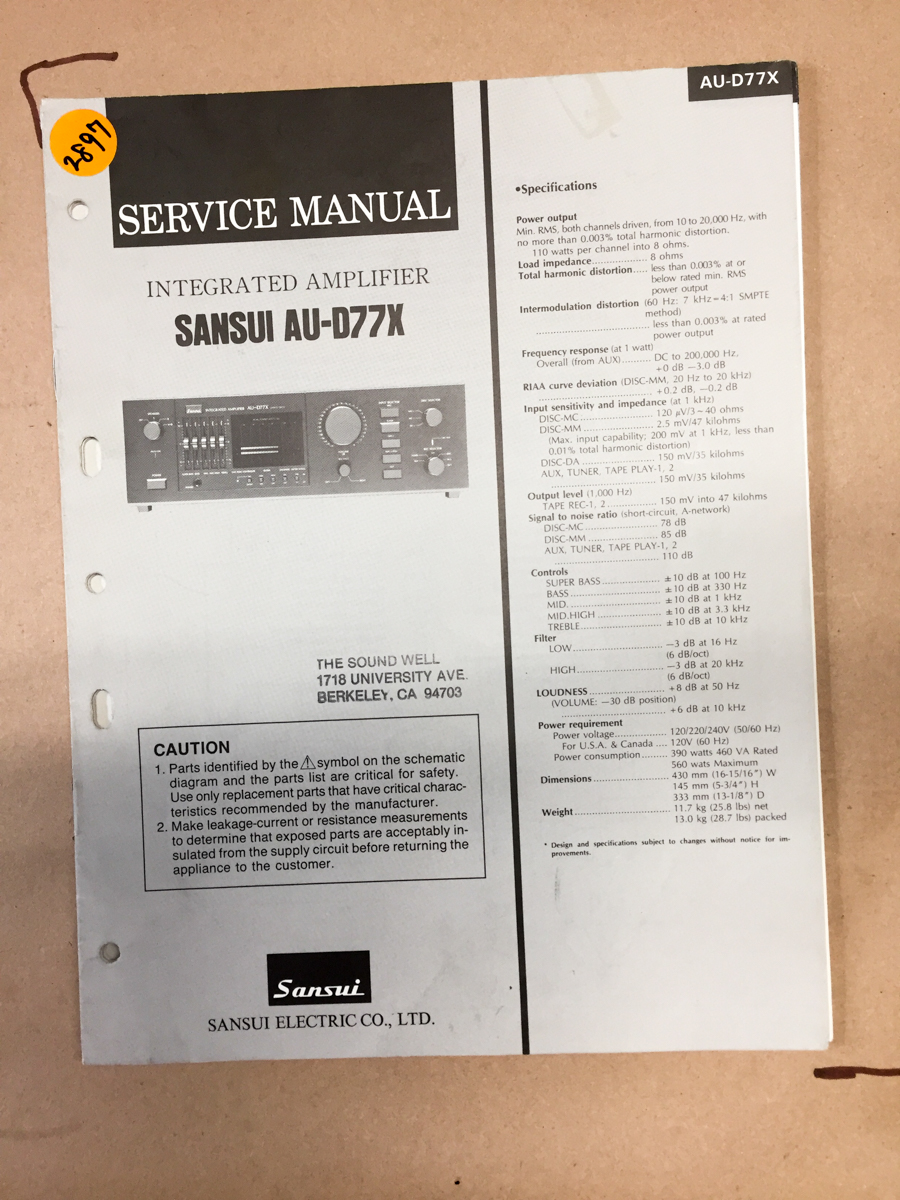 AU-D77X
2897
SERVICE MANUAL
INTEGRATED AMPLIFIER
SANSUI AU-D77X
Sansui INTEGRATED AMPLIFIER AU-D77X
THE SOUND WELL
1718 UNIVERSITY AVE.
BERKELEY, CA 94703
CAUTION
1. Parts identified by the ⚠ symbol on the schematic
diagram and the parts list are critical for safety.
Use only replacement parts that have critical charac-
teristics recommended by the manufacturer.
2. Make leakage-current or resistance measurements
to determine that exposed parts are acceptably in-
sulated from the supply circuit before returning the
appliance to the customer.
Sansui
SANSUI ELECTRIC CO., LTD.
•Specifications
Power output
Min. RMS, both channels driven, from 10 to 20,000 Hz, with
no more than 0.003% total harmonic distortion.
110 watts per channel into 8 ohms.
Load impedance.................. 8 ohms
Total harmonic distortion..... less than 0.003% at or
below rated min. RMS
power output
Intermodulation distortion (60 Hz: 7 kHz=4:1 SMPTE
method)
..................................... less than 0.003% at rated
power output
Frequency response (at 1 watt)
Overall (from AUX).......... DC to 200,000 Hz,
+0 dB −3.0 dB
RIAA curve deviation (DISC-MM, 20 Hz to 20 kHz)
..................................... +0.2 dB, −0.2 dB
Input sensitivity and impedance (at 1 kHz)
DISC-MC......................... 120 μV/3~40 ohms
DISC-MM........................ 2.5 mV/47 kilohms
(Max. input capability; 200 mV at 1 kHz, less than
0.01% total harmonic distortion)
DISC-DA ........................ 150 mV/35 kilohms
AUX, TUNER, TAPE PLAY-1, 2
.................................. 150 mV/35 kilohms
Output level (1,000 Hz)
TAPE REC-1, 2................ 150 mV into 47 kilohms
Signal to noise ratio (short-circuit, A-network)
DISC-MC........................ 78 dB
DISC-MM ....................... 85 dB
AUX, TUNER, TAPE PLAY-1, 2
.................................. 110 dB
Controls
SUPER BASS................... ±10 dB at 100 Hz
BASS............................. ±10 dB at 330 Hz
MID. ............................. ±10 dB at 1 kHz
MID.HIGH .................... ±10 dB at 3.3 kHz
TREBLE.......................... ±10 dB at 10 kHz
Filter
LOW............................. −3 dB at 16 Hz
(6 dB/oct)
HIGH............................ −3 dB at 20 kHz
(6 dB/oct)
LOUDNESS........................ +8 dB at 50 Hz
(VOLUME: −30 dB position)
.................................. +6 dB at 10 kHz
Power requirement
Power voltage................. 120/220/240V (50/60 Hz)
For U.S.A. & Canada .... 120V (60 Hz)
Power consumption......... 390 watts 460 VA Rated
560 wats Maximum
Dimensions........................ 430 mm (16-15/16") W
145 mm (5-3/4") H
333 mm (13-1/8") D
Weight............................... 11.7 kg (25.8 lbs) net
13.0 kg (28.7 lbs) packed
* Design and specifications subject to changes without notice for im-
provements.